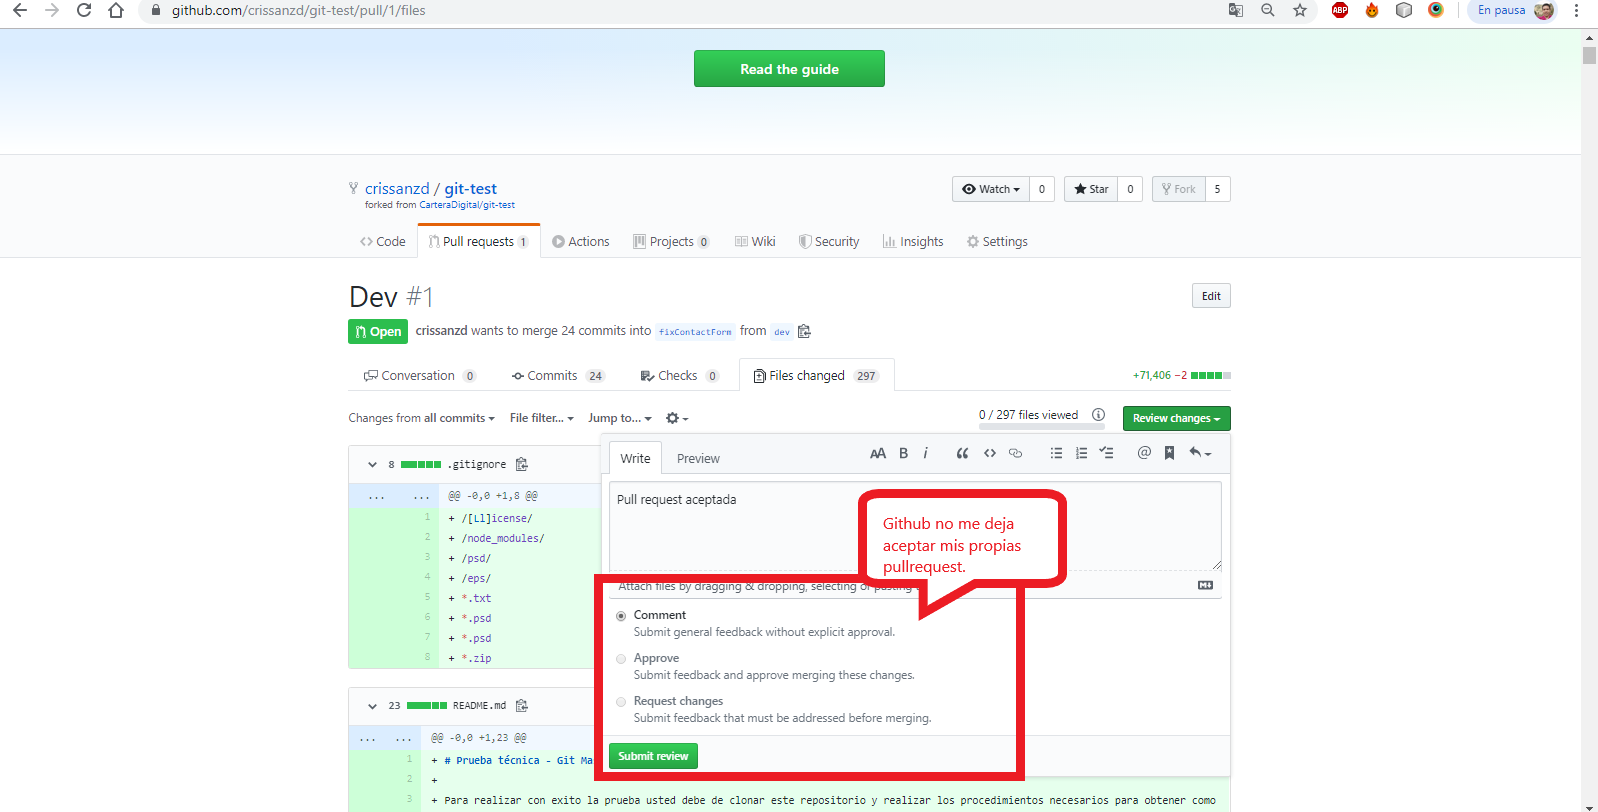 github.com/crissanzd/git-test/pull/1/files
ABP
En pausa
Read the guide
crissanzd / git-test
forked from CarteraDigital/git-test
Watch 0
Star 0
Fork 5
Code
Pull requests 1
Actions
Projects 0
Wiki
Security
Insights
Settings
Dev #1
Edit
Open
crissanzd wants to merge 24 commits into fixContactForm from dev
Conversation 0
Commits 24
Checks 0
Files changed 297
+71,406 −2
Changes from all commits
File filter...
Jump to...
0 / 297 files viewed
Review changes
8 .gitignore
... ... @@ -0,0 +1,8 @@
1 + /[Ll]icense/
2 + /node_modules/
3 + /psd/
4 + /eps/
5 + *.txt
6 + *.psd
7 + *.psd
8 + *.zip
Write
Preview
AA B i
Pull request aceptada
Github no me deja
aceptar mis propias
pullrequest.
Attach files by dragging & dropping, selecting or pasting
Comment
Submit general feedback without explicit approval.
Approve
Submit feedback and approve merging these changes.
Request changes
Submit feedback that must be addressed before merging.
Submit review
23 README.md
... ... @@ -0,0 +1,23 @@
1 + # Prueba técnica - Git Ma
2 +
3 + Para realizar con exito la prueba usted debe de clonar este repositorio y realizar los procedimientos necesarios para obtener como